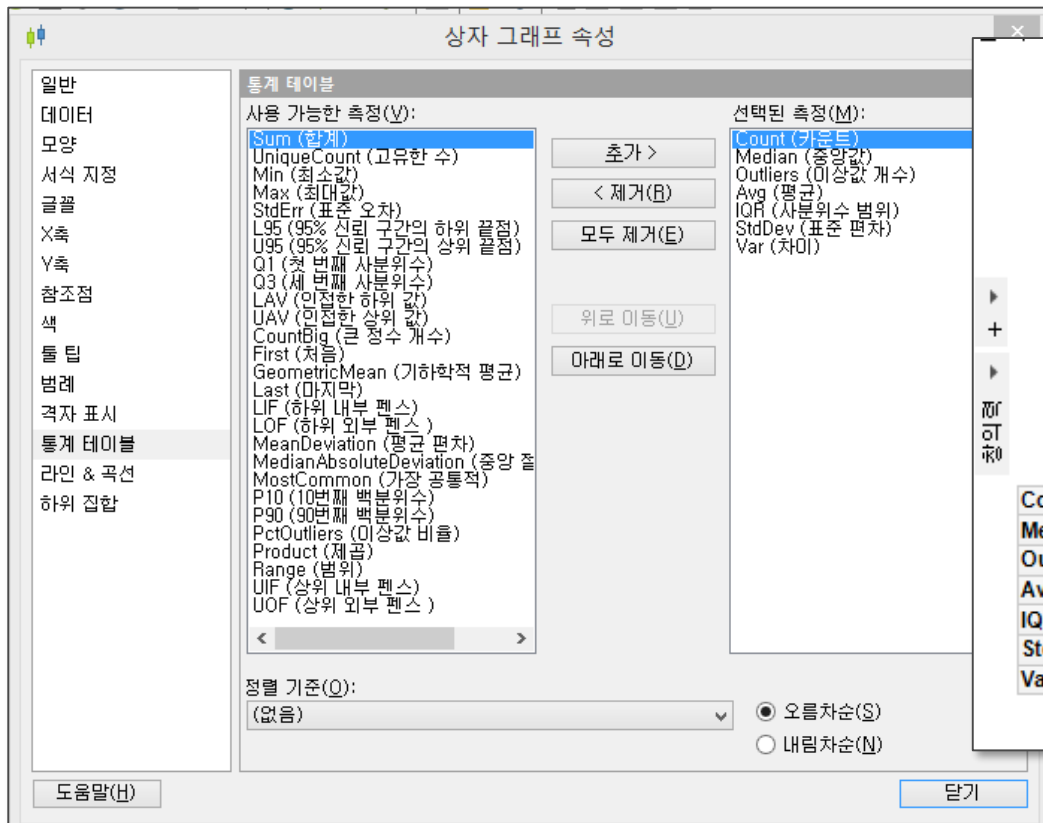 상자 그래프 속성
일반
데이터
모양
서식 지정
글꼴
X축
Y축
참조점
색
툴 팁
범례
격자 표시
통계 테이블
라인 & 곡선
하위 집합
통계 테이블
사용 가능한 측정(V):
Sum (합계)
UniqueCount (고유한 수)
Min (최소값)
Max (최대값)
StdErr (표준 오차)
L95 (95% 신뢰 구간의 하위 끝점)
U95 (95% 신뢰 구간의 상위 끝점)
Q1 (첫 번째 사분위수)
Q3 (세 번째 사분위수)
LAV (인접한 하위 값)
UAV (인접한 상위 값)
CountBig (큰 정수 개수)
First (처음)
GeometricMean (기하학적 평균)
Last (마지막)
LIF (하위 내부 펜스)
LOF (하위 외부 펜스 )
MeanDeviation (평균 편차)
MedianAbsoluteDeviation (중앙 절
MostCommon (가장 공통적)
P10 (10번째 백분위수)
P90 (90번째 백분위수)
PctOutliers (이상값 비율)
Product (제곱)
Range (범위)
UIF (상위 내부 펜스)
UOF (상위 외부 펜스 )
추가 >
< 제거(R)
모두 제거(E)
위로 이동(U)
아래로 이동(D)
선택된 측정(M):
Count (카운트)
Median (중앙값)
Outliers (이상값 개수)
Avg (평균)
IQR (사분위수 범위)
StdDev (표준 편차)
Var (차이)
정렬 기준(O):
(없음)
오름차순(S)
내림차순(N)
도움말(H)
닫기
+
Co
Me
Ou
Av
IQ
St
Va